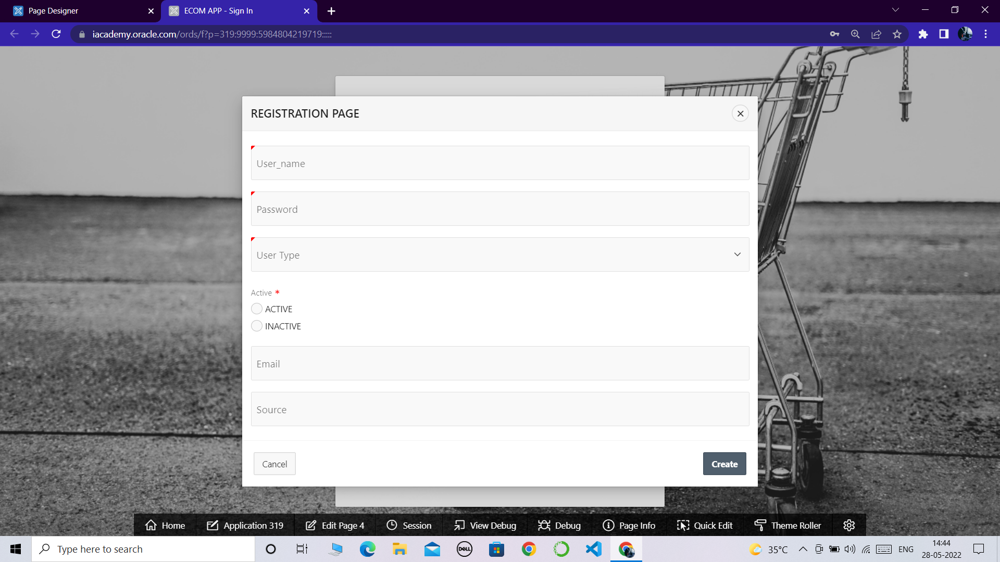 Page Designer
ECOM APP - Sign In
iacademy.oracle.com/ords/f?p=319:9999:5984804219719:::::
REGISTRATION PAGE
User_name
Password
User Type
Active *
ACTIVE
INACTIVE
Email
Source
Cancel
Create
Home
Application 319
Edit Page 4
Session
View Debug
Debug
Page Info
Quick Edit
Theme Roller
Type here to search
DELL
35°C
ENG
14:44
28-05-2022